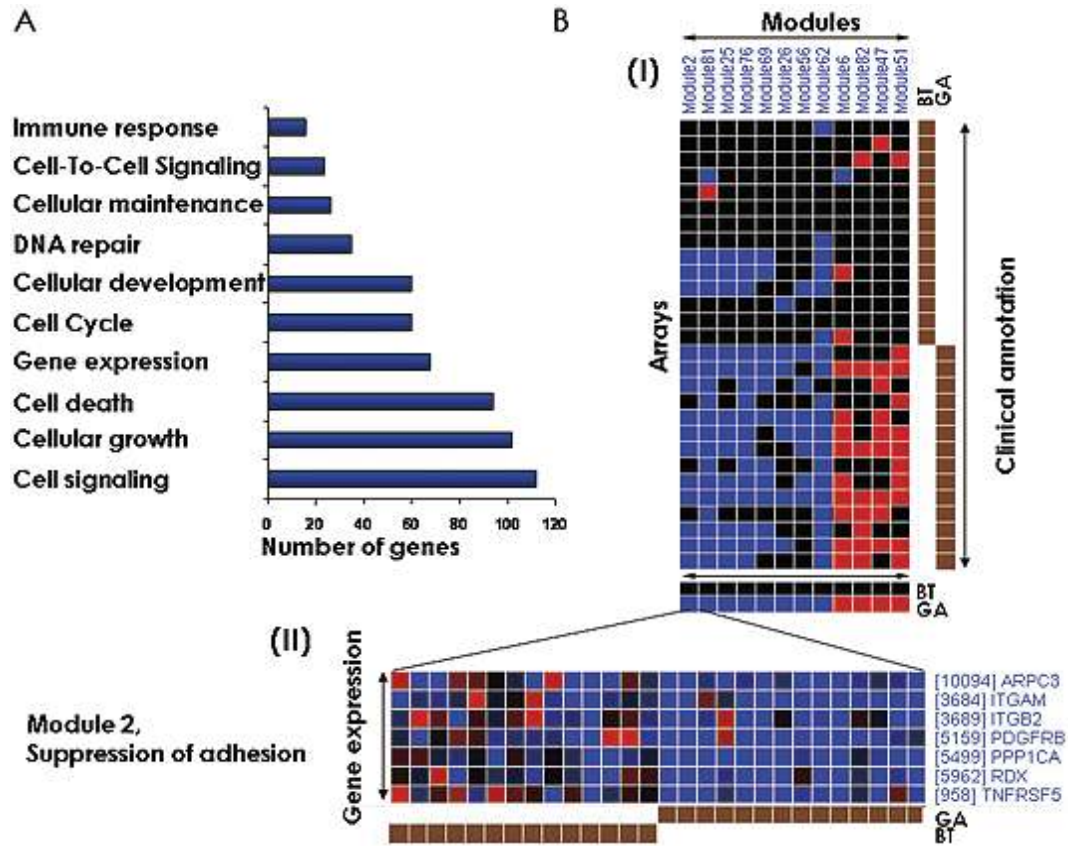 A
Immune response
Cell-To-Cell Signaling
Cellular maintenance
DNA repair
Cellular development
Cell Cycle
Gene expression
Cell death
Cellular growth
Cell signaling
0 20 40 60 80 100 120
Number of genes
B
Modules
(I)
Module2
Module81
Module25
Module76
Module69
Module26
Module56
Module62
Module6
Module82
Module47
Module51
BT
GA
Arrays
Clinical annotation
BT
GA
(II)
Module 2,
Suppression of adhesion
Gene expression
[10094] ARPC3
[3684] ITGAM
[3689] ITGB2
[5159] PDGFRB
[5499] PPP1CA
[5962] RDX
[958] TNFRSF5
GA
BT